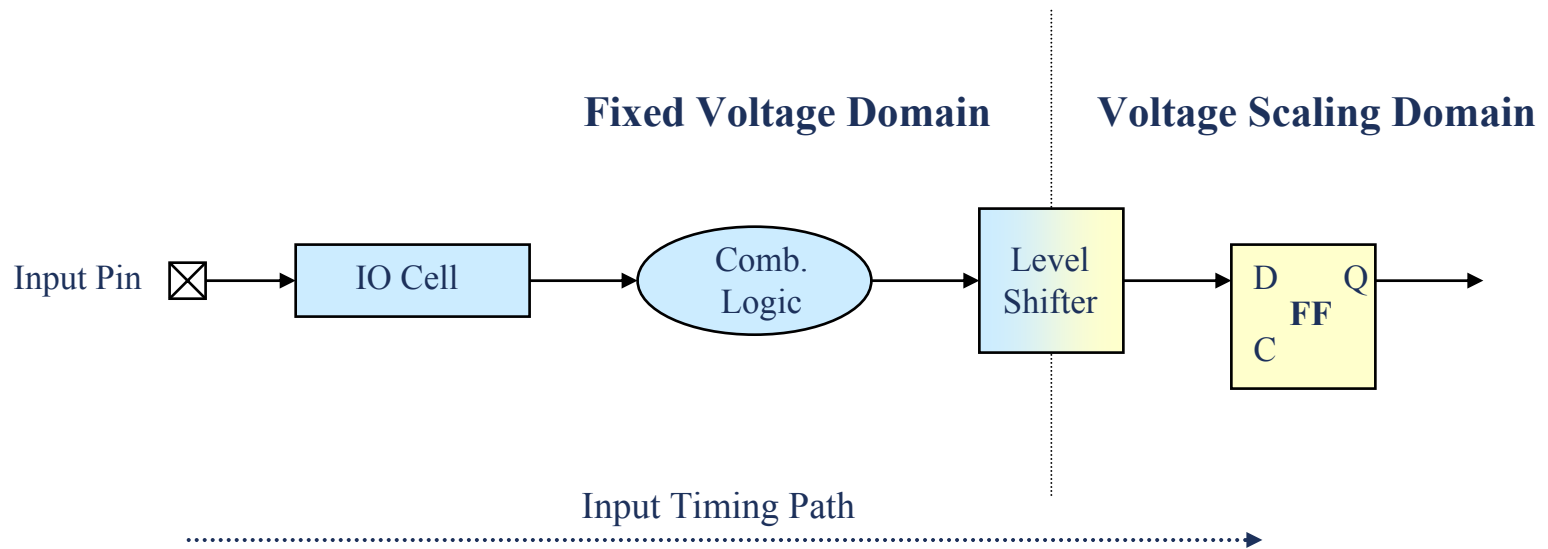 Fixed Voltage Domain
Voltage Scaling Domain
Input Pin
IO Cell
Comb.
Logic
Level
Shifter
D
Q
FF
C
Input Timing Path